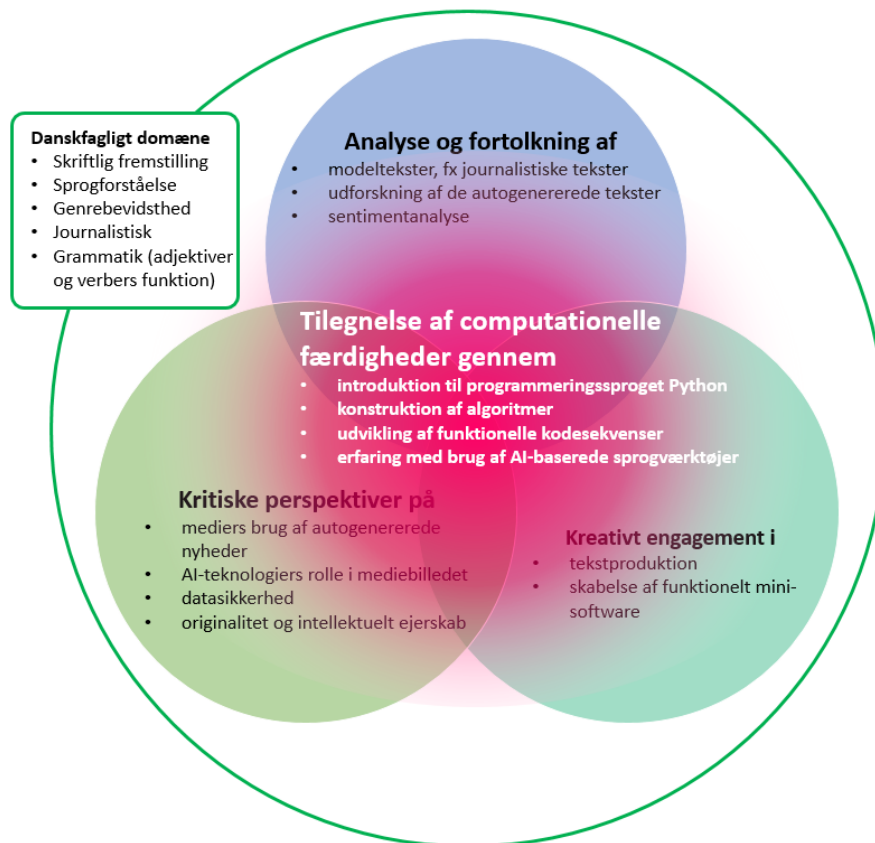 Danskfagligt domæne
• Skriftlig fremstilling
• Sprogforståelse
• Genrebevidsthed
• Journalistisk
• Grammatik (adjektiver
og verbers funktion)
Analyse og fortolkning af
• modeltekster, fx journalistiske tekster
• udforskning af de autogenererede tekster
• sentimentanalyse
Tilegnelse af computationelle
færdigheder gennem
• introduktion til programmeringssproget Python
• konstruktion af algoritmer
• udvikling af funktionelle kodesekvenser
• erfaring med brug af AI-baserede sprogværktøjer
Kritiske perspektiver på
• mediers brug af autogenererede
nyheder
• AI-teknologiers rolle i mediebilledet
• datasikkerhed
• originalitet og intellektuelt ejerskab
Kreativt engagement i
• tekstproduktion
• skabelse af funktionelt mini-
software